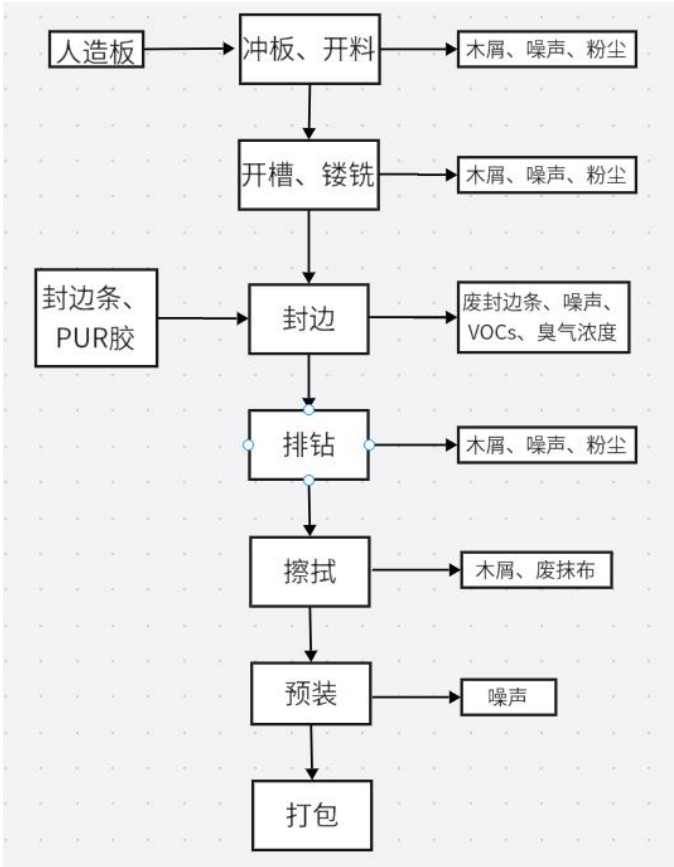 人造板
冲板、开料
木屑、噪声、粉尘
开槽、镂铣
木屑、噪声、粉尘
封边条、
PUR胶
封边
废封边条、噪声、
VOCs、臭气浓度
排钻
木屑、噪声、粉尘
擦拭
木屑、废抹布
预装
噪声
打包